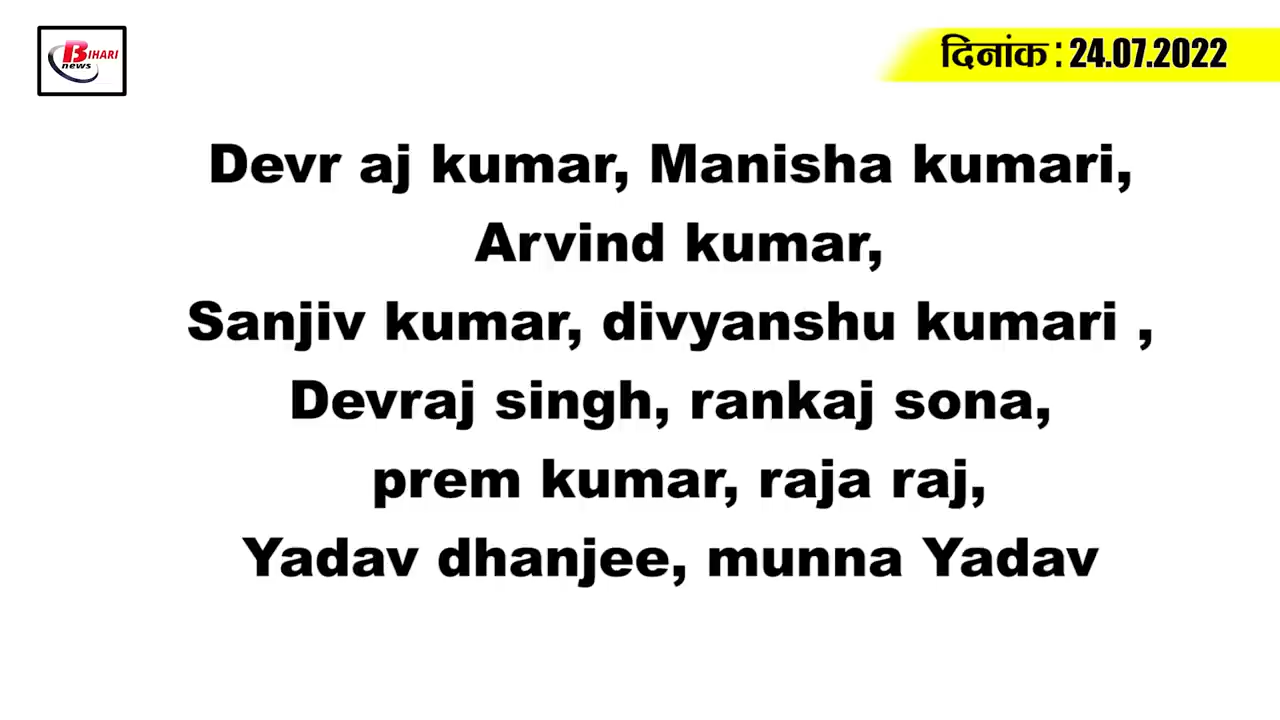 BIHARI
news
दिनांक : 24.07.2022
Devr aj kumar, Manisha kumari,
Arvind kumar,
Sanjiv kumar, divyanshu kumari ,
Devraj singh, rankaj sona,
prem kumar, raja raj,
Yadav dhanjee, munna Yadav